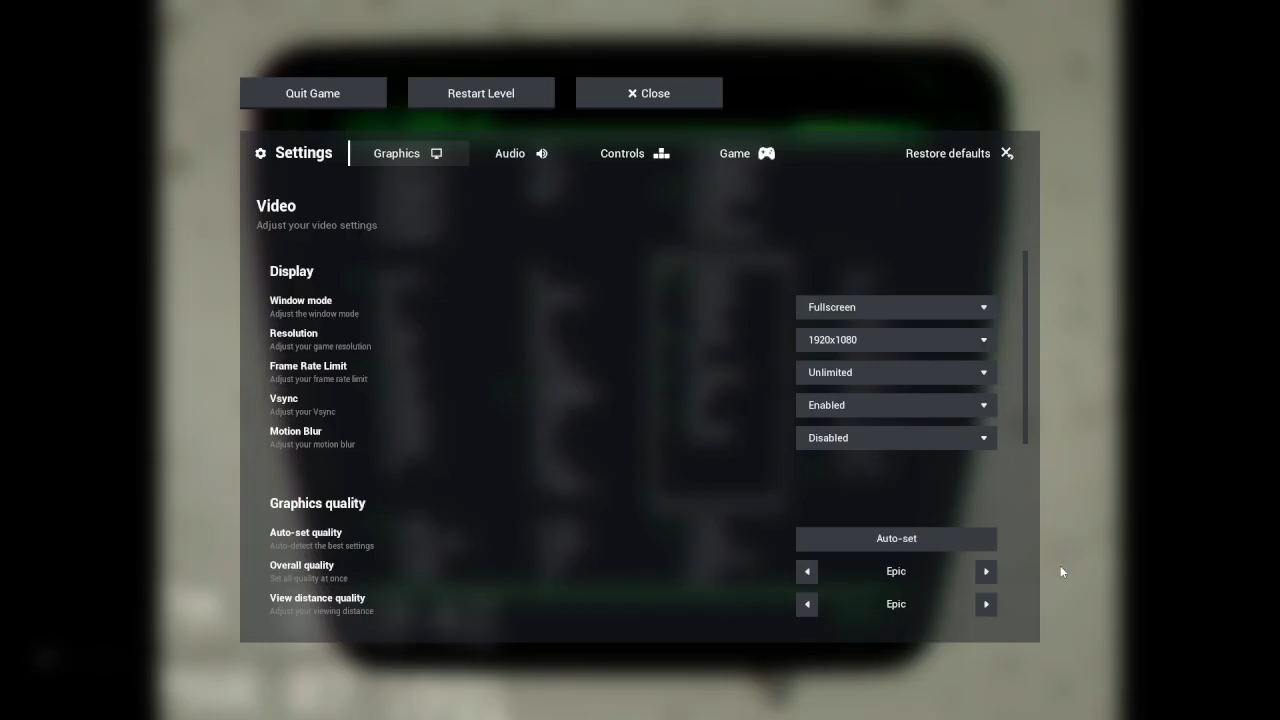 Quit Game
Restart Level
Close
Settings
Graphics
Audio
Controls
Game
Restore defaults
Video
Adjust your video settings
Display
Window mode
Fullscreen
Adjust the window mode
Resolution
1920x1080
Adjust your game resolution
Frame Rate Limit
Unlimited
Adjust your frame rate limit
Vsync
Enabled
Adjust your Vsync
Motion Blur
Disabled
Adjust your motion blur
Graphics quality
Auto-set quality
Auto-set
Auto-detect the best settings
Overall quality
Epic
Set all quality at once
View distance quality
Epic
Adjust your viewing distance